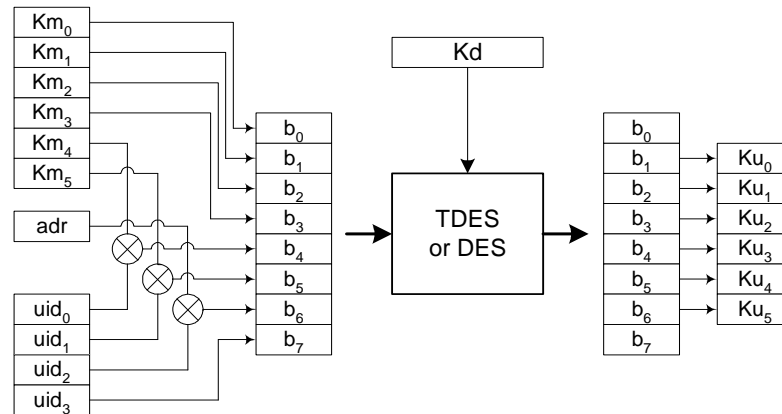 Km₀
Km₁
Km₂
Km₃
Km₄
Km₅
adr
uid₀
uid₁
uid₂
uid₃
b₀
b₁
b₂
b₃
b₄
b₅
b₆
b₇
Kd
TDES
or DES
b₀
b₁
b₂
b₃
b₄
b₅
b₆
b₇
Ku₀
Ku₁
Ku₂
Ku₃
Ku₄
Ku₅